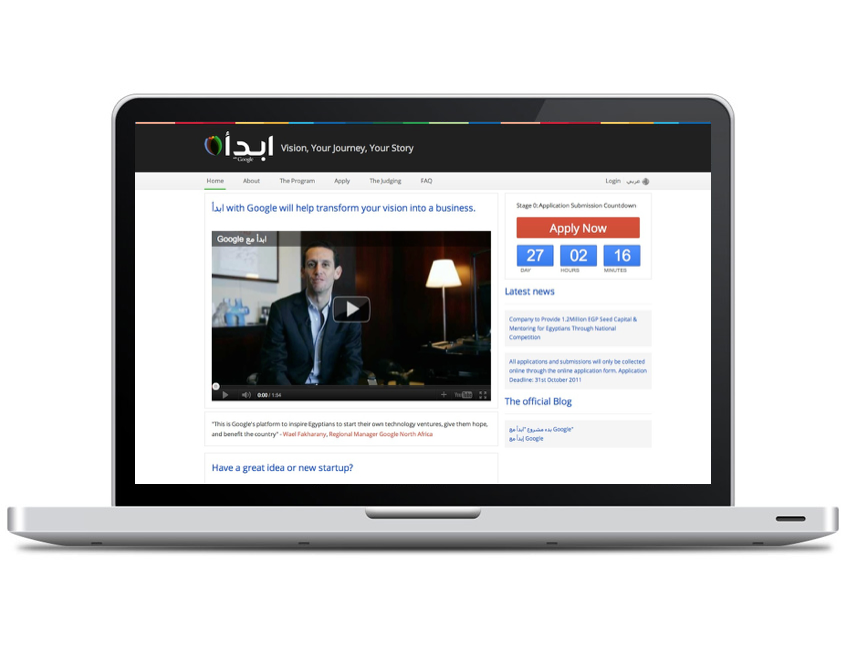 ابدأ
with Google
Vision, Your Journey, Your Story
Home About The Program Apply The Judging FAQ Login عربي
ابدأ with Google will help transform your vision into a business.
ابدأ مع Google
0:00 / 1:34
YouTube
"This is Google's platform to inspire Egyptians to start their own technology ventures, give them hope,
and benefit the country" - Wael Fakharany, Regional Manager Google North Africa
Have a great idea or new startup?
Stage 0:Application Submission Countdown
Apply Now
27 02 16
DAY HOURS MINUTES
Latest news
Company to Provide 1.2Million EGP Seed Capital &
Mentoring for Egyptians Through National
Competition
All applications and submissions will only be collected
online through the online application form. Application
Deadline: 31st October 2011
The official Blog
بدء مشروع "ابدأ مع Google"
إبدأ مع Google